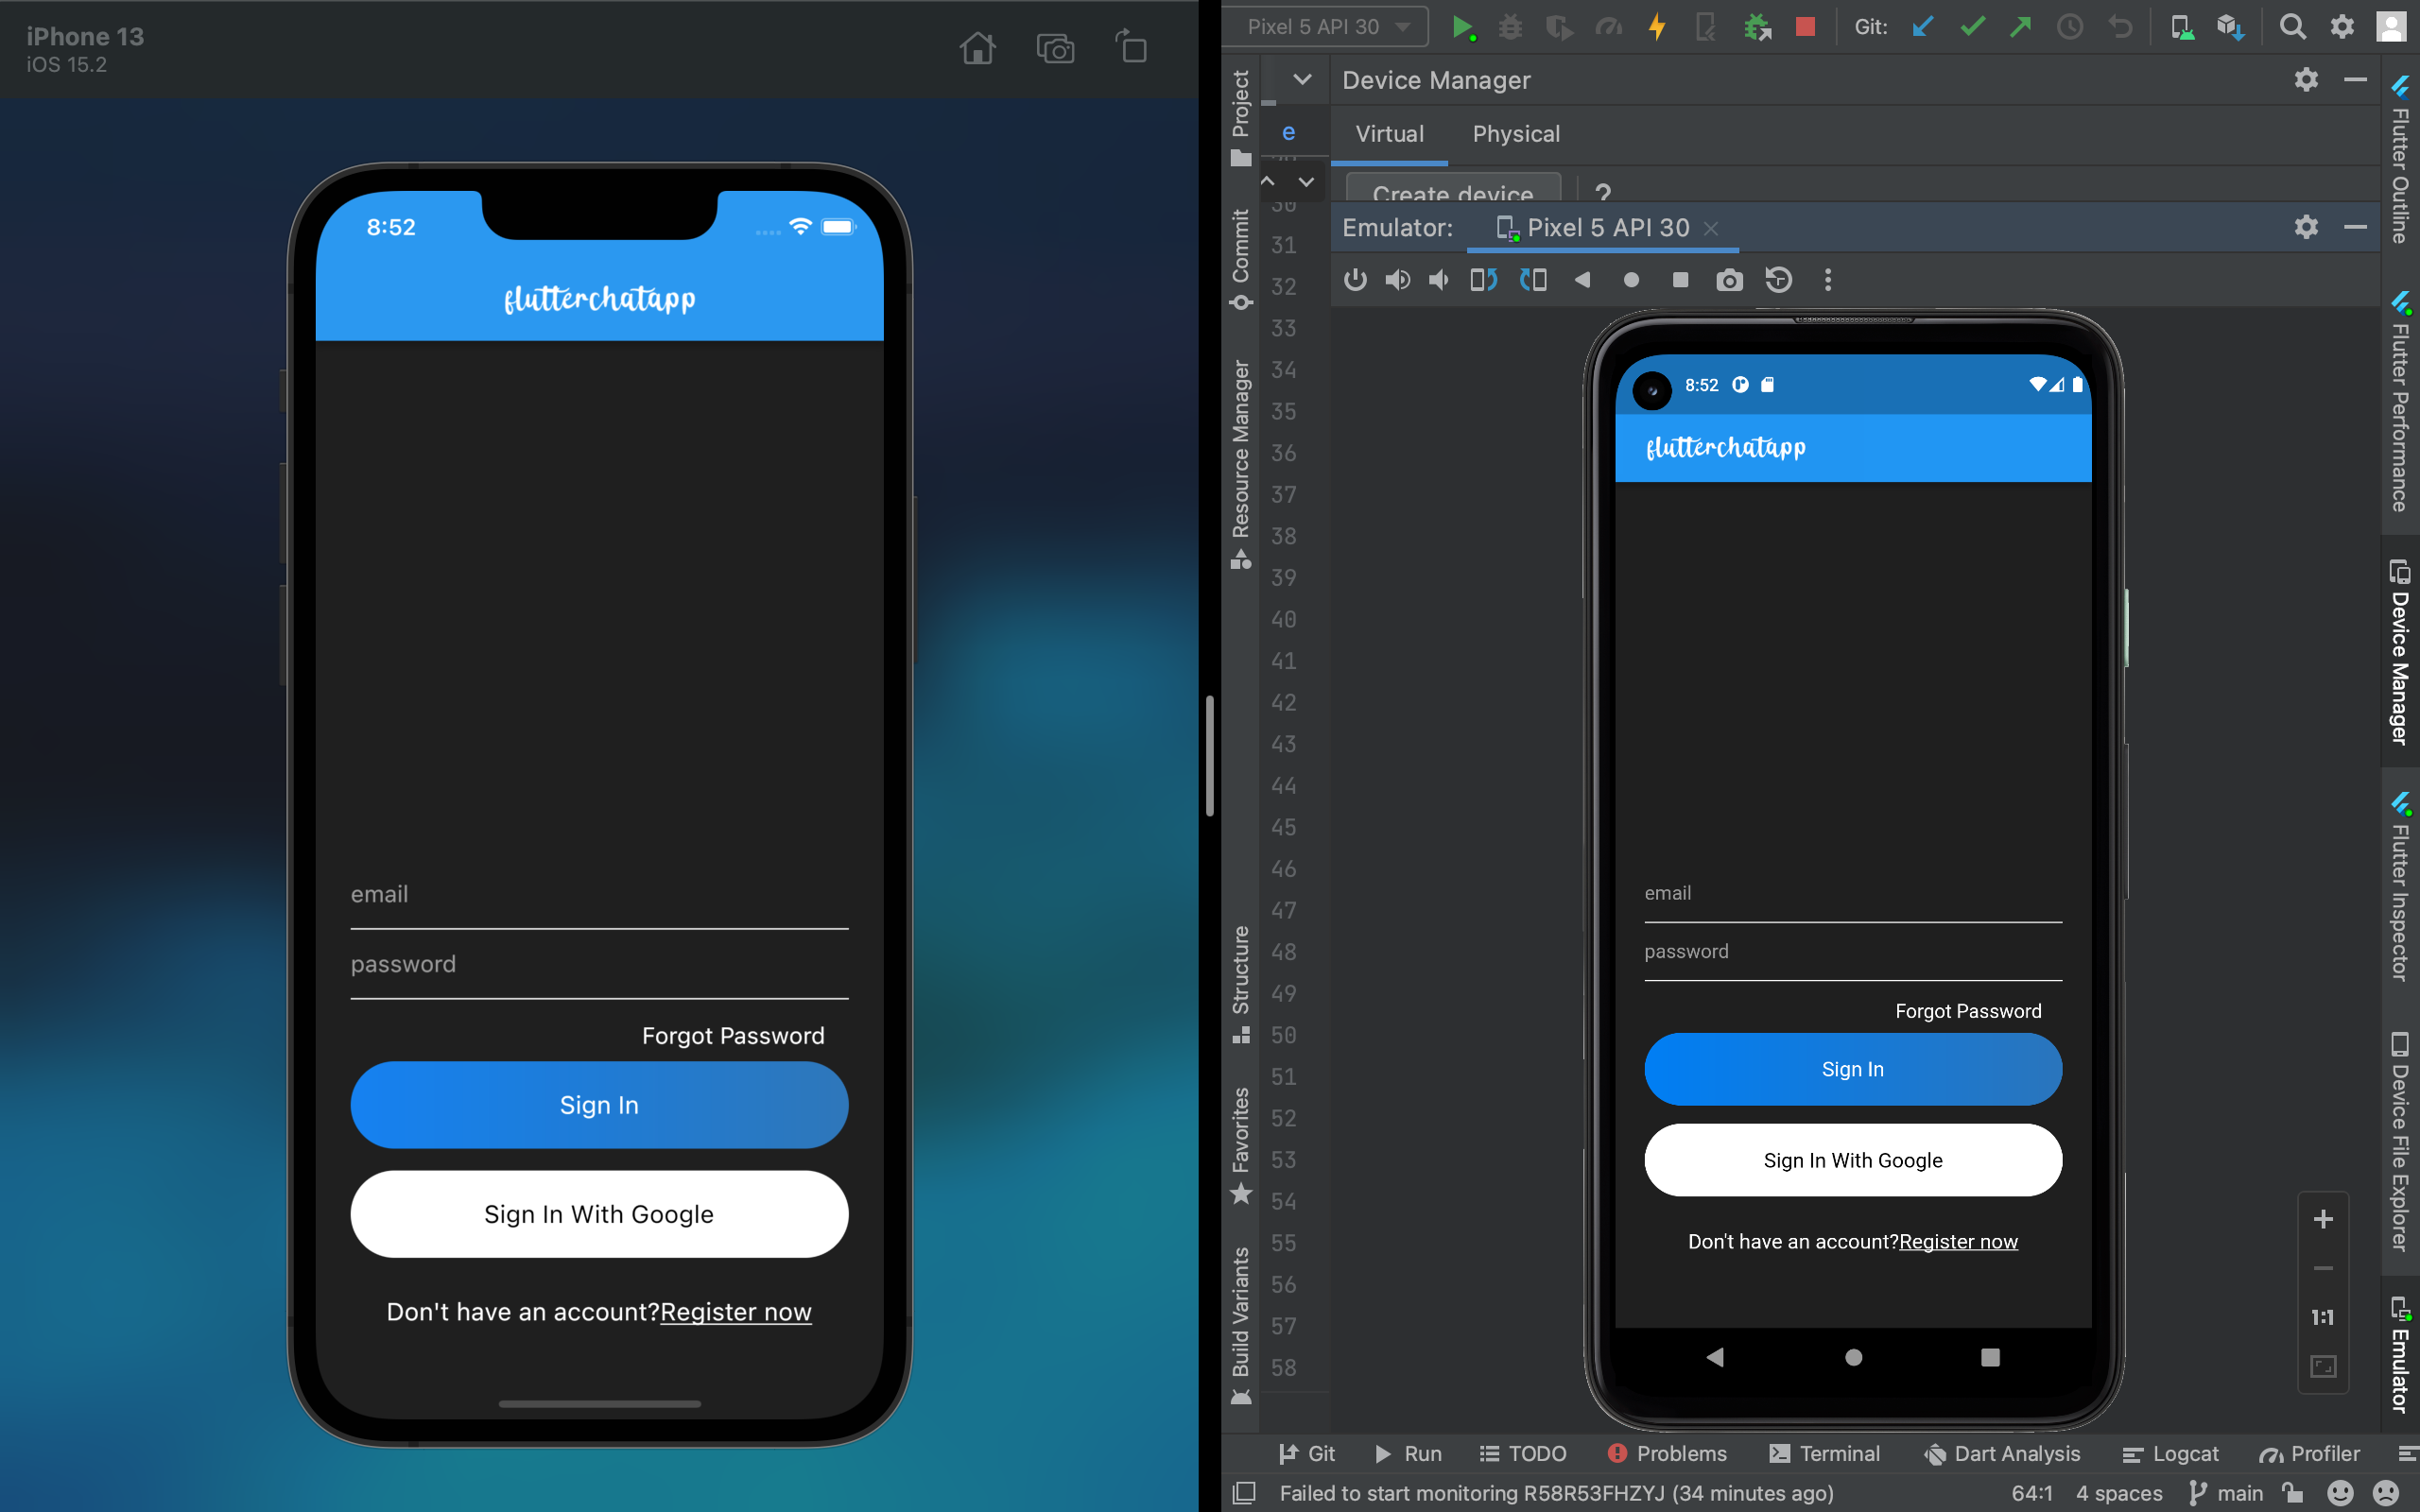 iPhone 13
iOS 15.2
8:52
flutterchatapp
email
password
Forgot Password
Sign In
Sign In With Google
Don't have an account?Register now
Pixel 5 API 30
Git:
Device Manager
Virtual
Physical
Create device
?
Emulator:
Pixel 5 API 30
Project
Commit
Resource Manager
Structure
Favorites
Build Variants
e
30
31
32
33
34
35
36
37
38
39
40
41
42
43
44
45
46
47
48
49
50
51
52
53
54
55
56
57
58
8:52
flutterchatapp
email
password
Forgot Password
Sign In
Sign In With Google
Don't have an account?Register now
1:1
Flutter Outline
Flutter Performance
Device Manager
Flutter Inspector
Device File Explorer
Emulator
Git
Run
TODO
Problems
Terminal
Dart Analysis
Logcat
Profiler
Failed to start monitoring R58R53FHZYJ (34 minutes ago)
64:1
4 spaces
main